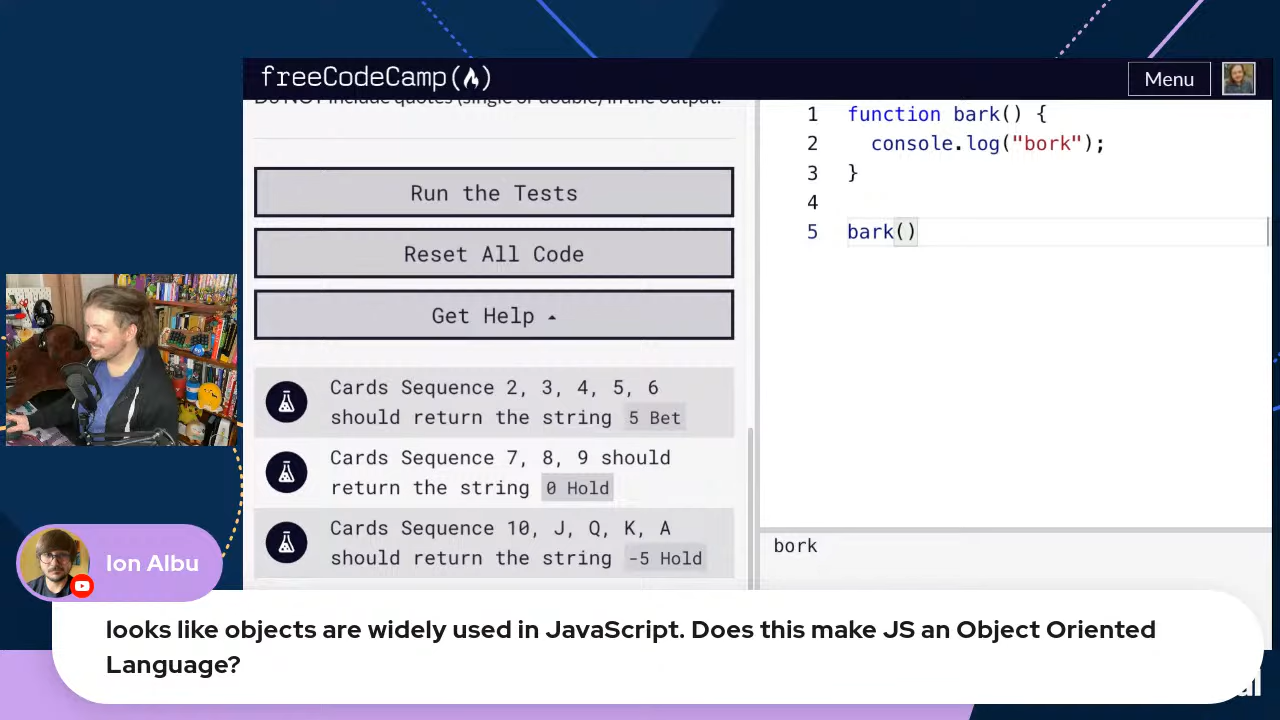 freeCodeCamp(🔥)
Menu
Do NOT include quotes (single or double) in the output.
Run the Tests
Reset All Code
Get Help
Cards Sequence 2, 3, 4, 5, 6
should return the string 5 Bet
Cards Sequence 7, 8, 9 should
return the string 0 Hold
Cards Sequence 10, J, Q, K, A
should return the string -5 Hold
1 function bark() {
2 console.log("bork");
3 }
4
5 bark()
bork
Ion Albu
looks like objects are widely used in JavaScript. Does this make JS an Object Oriented
Language?